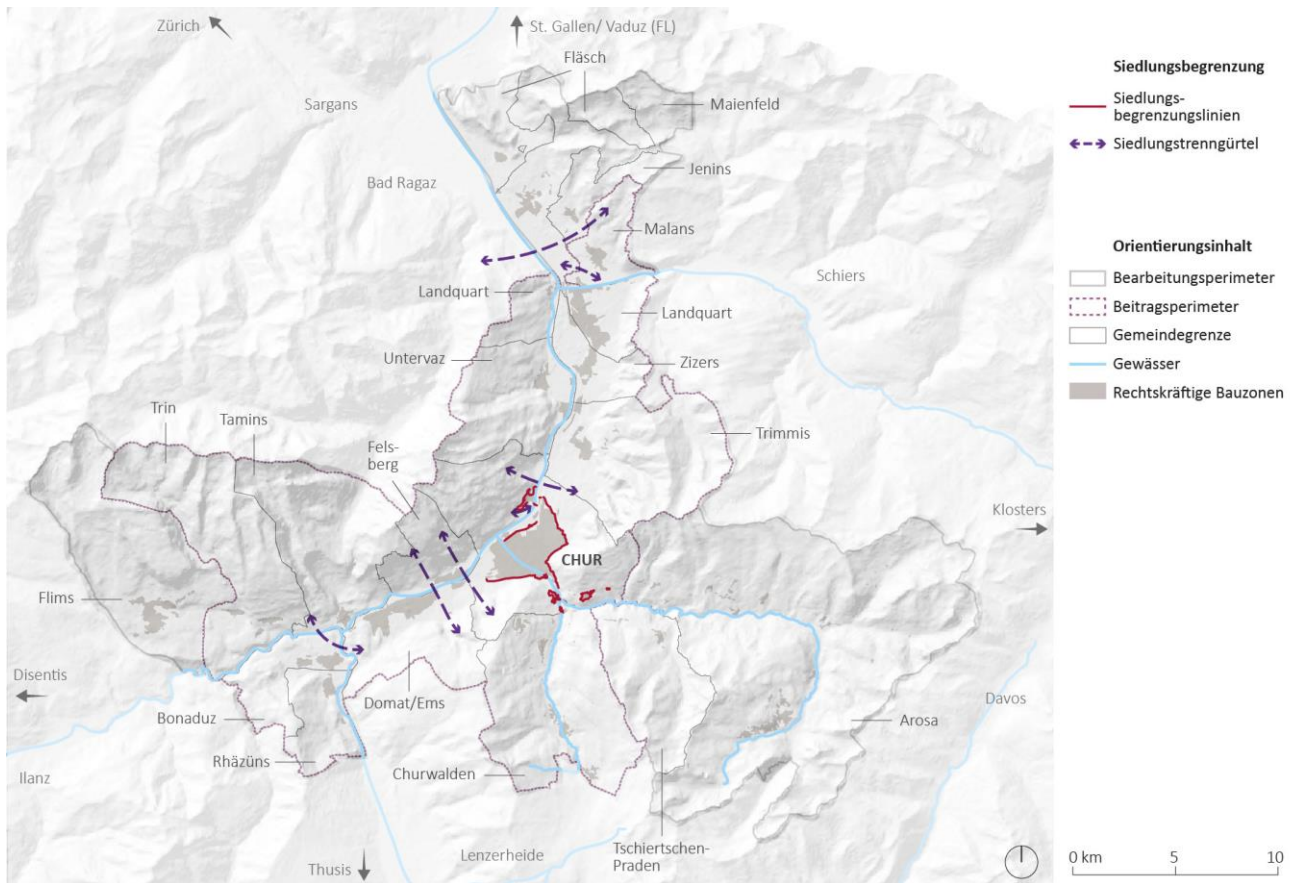 Zürich
St. Gallen/ Vaduz (FL)
Fläsch
Maienfeld
Sargans
Jenins
Bad Ragaz
Malans
Schiers
Landquart
Landquart
Untervaz
Zizers
Trin
Tamins
Trimmis
Fels-
berg
Klosters
CHUR
Flims
Disentis
Davos
Domat/Ems
Bonaduz
Arosa
Rhäzüns
Ilanz
Churwalden
Tschiertschen-
Praden
Lenzerheide
Thusis
Siedlungsbegrenzung
Siedlungs-
begrenzungslinien
Siedlungstrenngürtel
Orientierungsinhalt
Bearbeitungsperimeter
Beitragsperimeter
Gemeindegrenze
Gewässer
Rechtskräftige Bauzonen
0 km 5 10